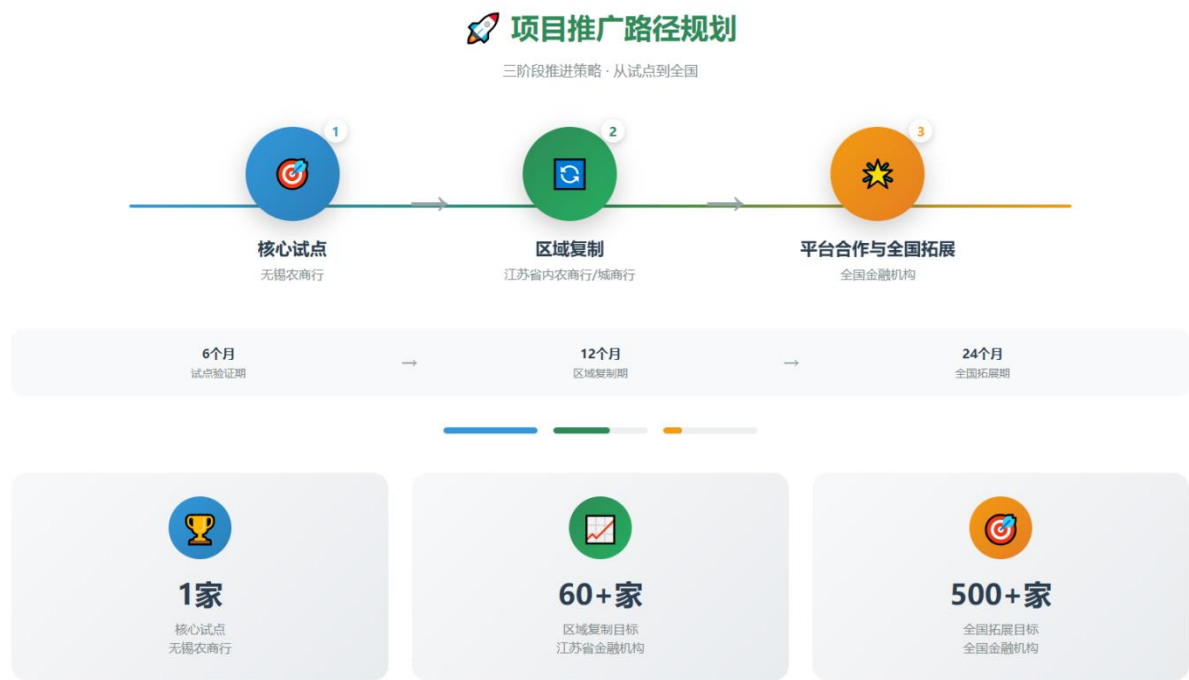 项目推广路径规划
三阶段推进策略 · 从试点到全国
1
2
3
核心试点
区域复制
平台合作与全国拓展
无锡农商行
江苏省内农商行/城商行
全国金融机构
6个月
→
12个月
→
24个月
试点验证期
区域复制期
全国拓展期
1家
60+家
500+家
核心试点
区域复制目标
全国拓展目标
无锡农商行
江苏省金融机构
全国金融机构